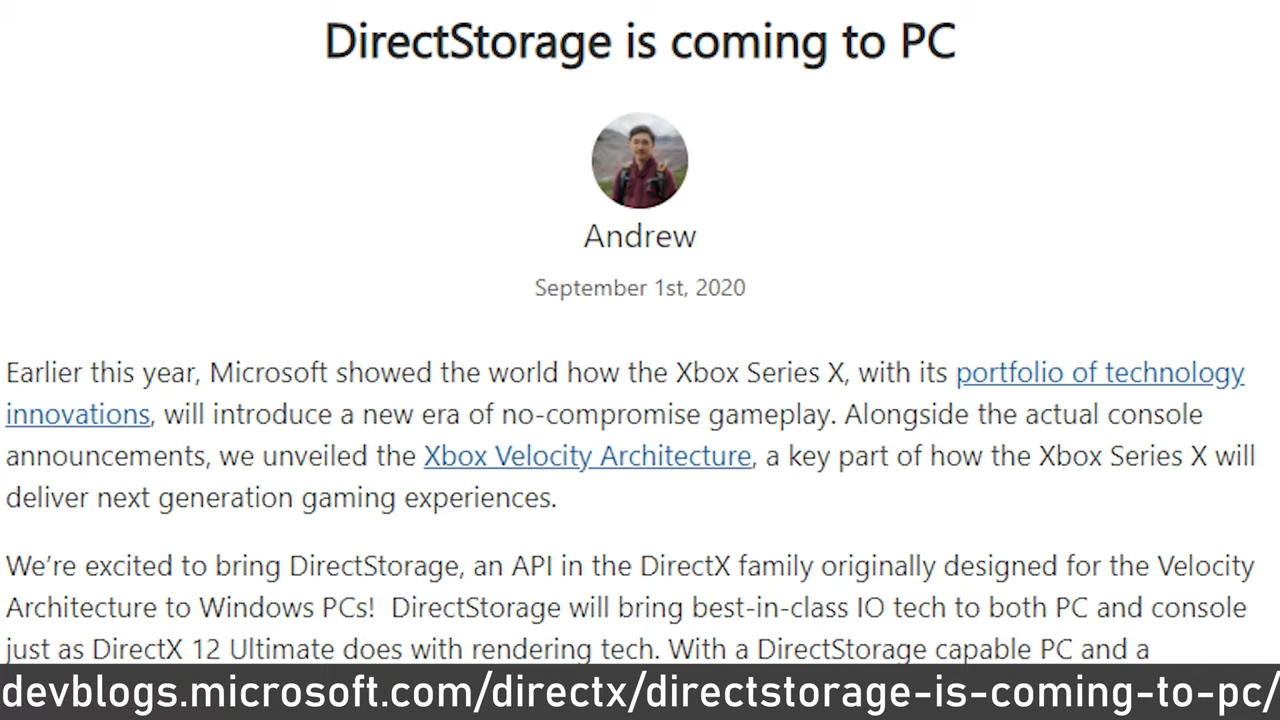 DirectStorage is coming to PC
Andrew
September 1st, 2020
Earlier this year, Microsoft showed the world how the Xbox Series X, with its portfolio of technology
innovations, will introduce a new era of no-compromise gameplay. Alongside the actual console
announcements, we unveiled the Xbox Velocity Architecture, a key part of how the Xbox Series X will
deliver next generation gaming experiences.
We’re excited to bring DirectStorage, an API in the DirectX family originally designed for the Velocity
Architecture to Windows PCs!  DirectStorage will bring best-in-class IO tech to both PC and console
just as DirectX 12 Ultimate does with rendering tech. With a DirectStorage capable PC and a
devblogs.microsoft.com/directx/directstorage-is-coming-to-pc/